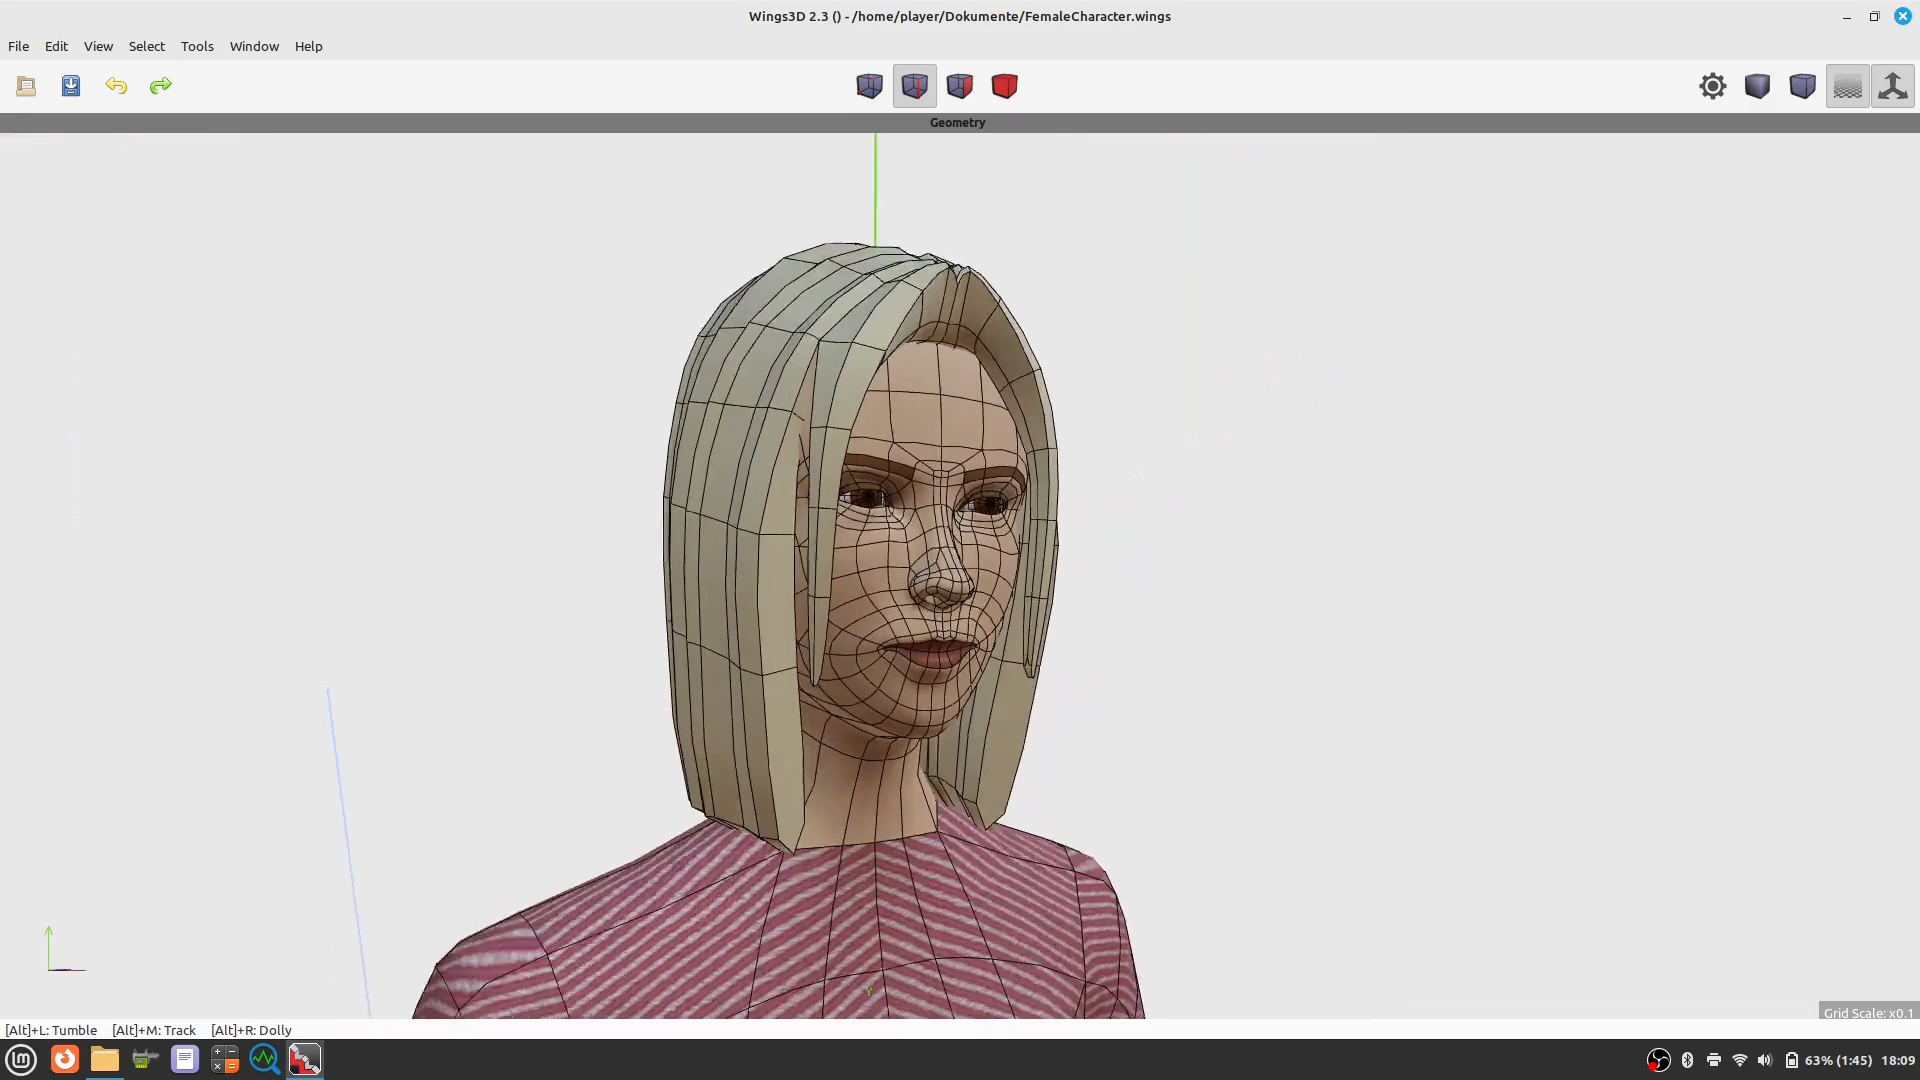 Wings3D 2.3 () - /home/player/Dokumente/FemaleCharacter.wings
File Edit View Select Tools Window Help
Geometry
Y
Grid Scale: x0.1
[Alt]+L: Tumble [Alt]+M: Track [Alt]+R: Dolly
63% (1:45) 18:09